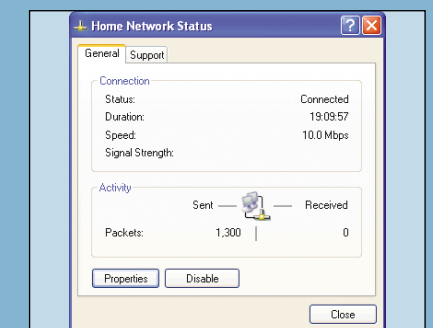 Home Network Status
General Support
Connection
Status: Connected
Duration: 19:09:57
Speed: 10.0 Mbps
Signal Strength:
Activity
Sent Received
Packets: 1,300 0
Properties Disable
Close